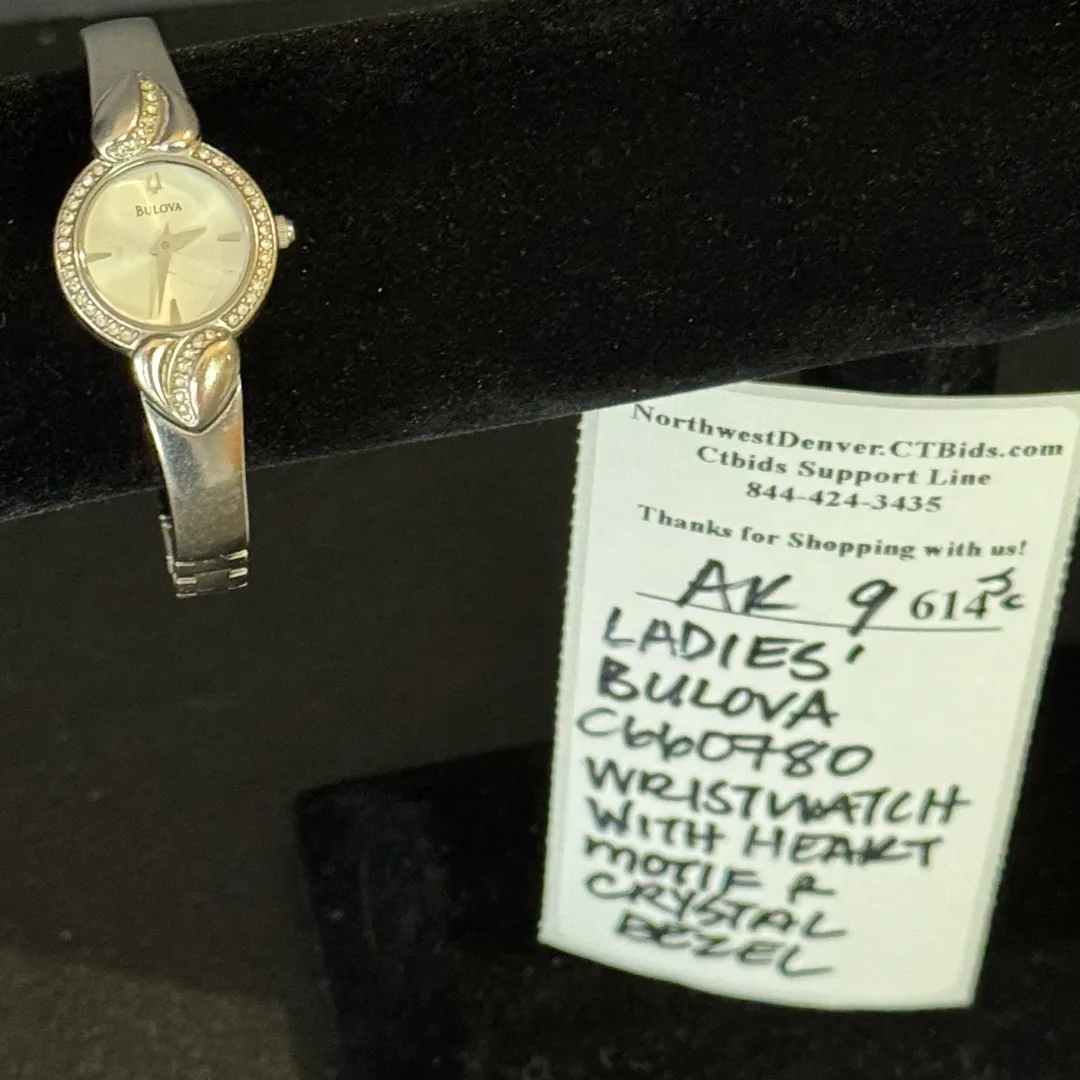 BULOVA
NorthwestDenver.CTBids.com
Ctbids Support Line
844-424-3435
Thanks for Shopping with us!
AK 9 614
LADIES'
BULOVA
C660780
WRISTWATCH
WITH HEART
MOTIF &
CRYSTAL
BEZEL